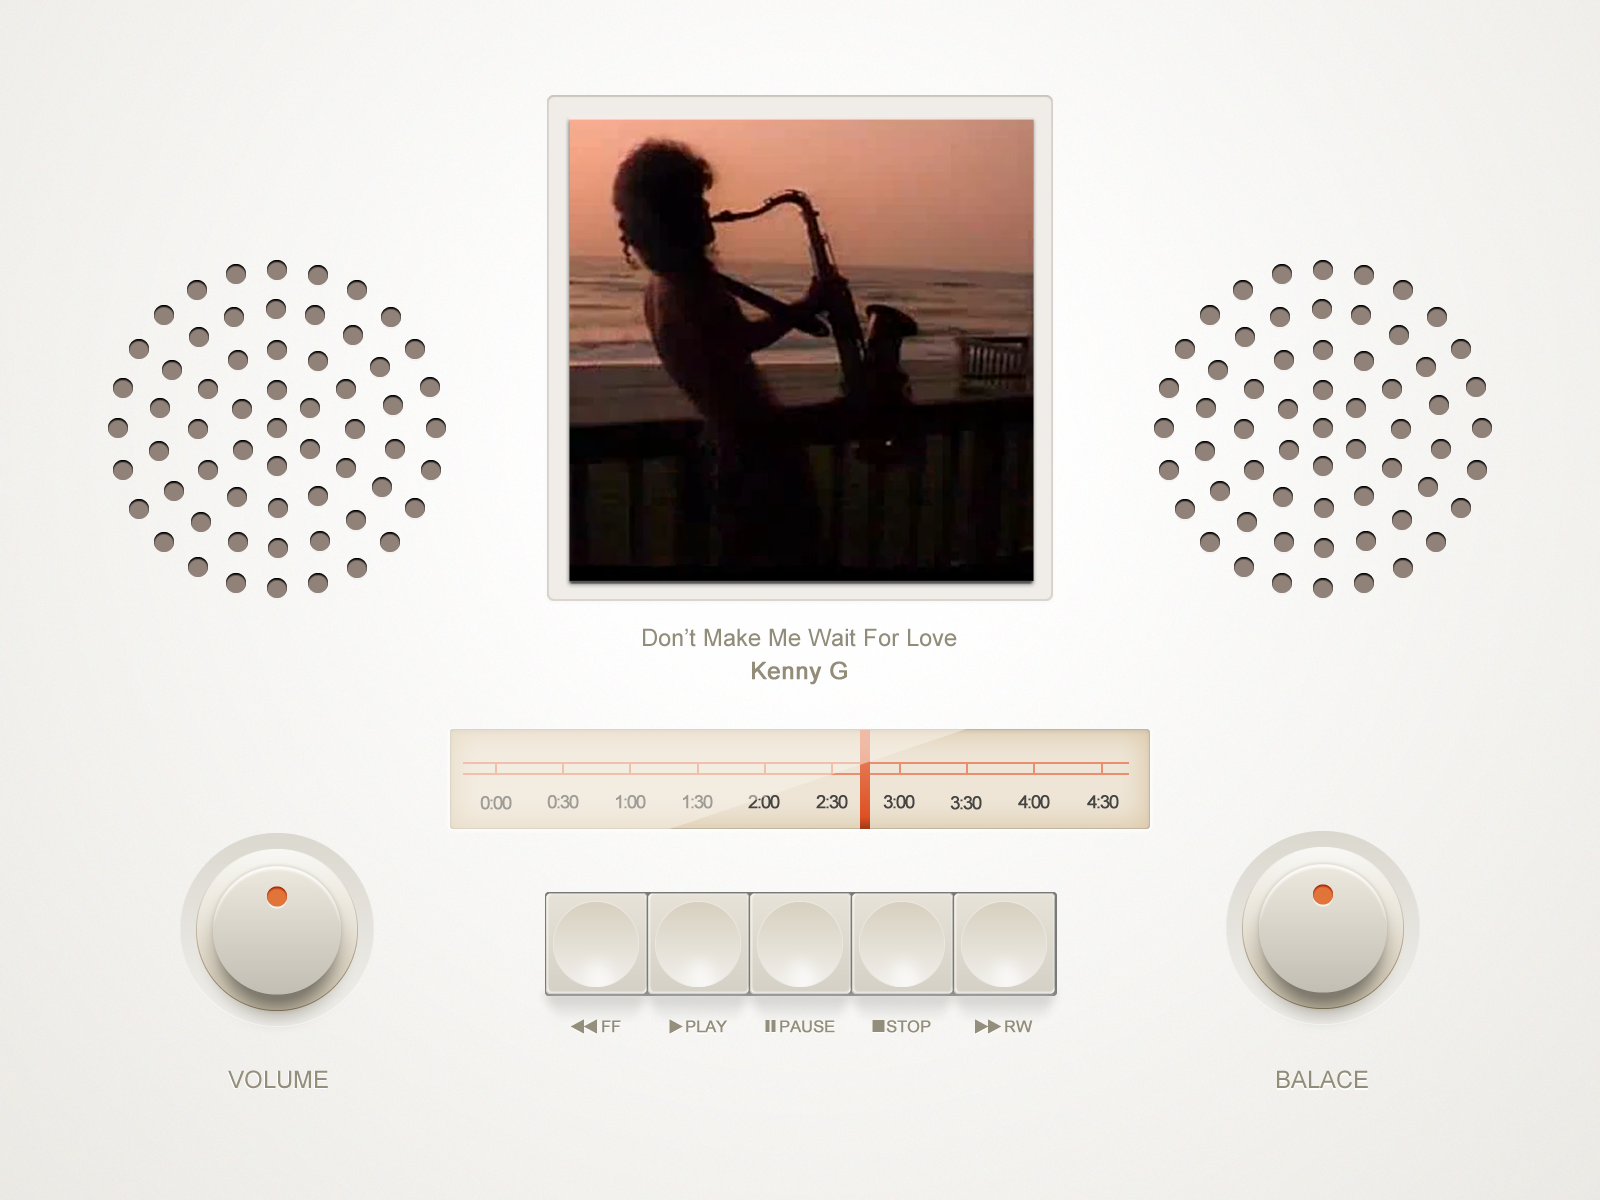 Don’t Make Me Wait For Love
Kenny G
0:00 0:30 1:00 1:30 2:00 2:30 3:00 3:30 4:00 4:30
FF PLAY PAUSE STOP RW
VOLUME BALACE